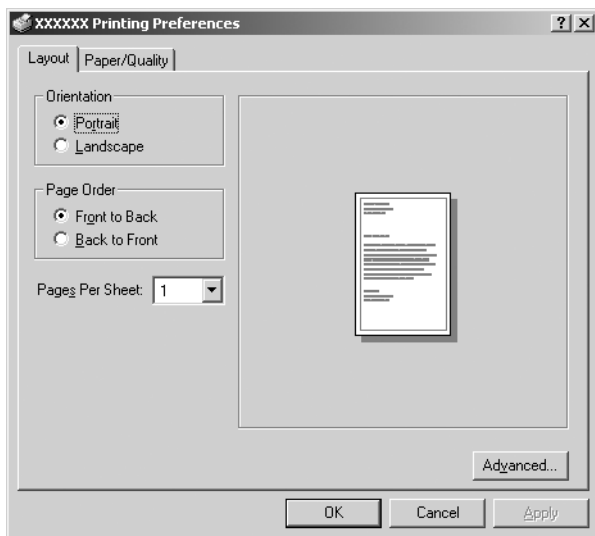 XXXXXX Printing Preferences
Layout
Paper/Quality
Orientation
Portrait
Landscape
Page Order
Front to Back
Back to Front
Pages Per Sheet: 1
Advanced...
OK
Cancel
Apply